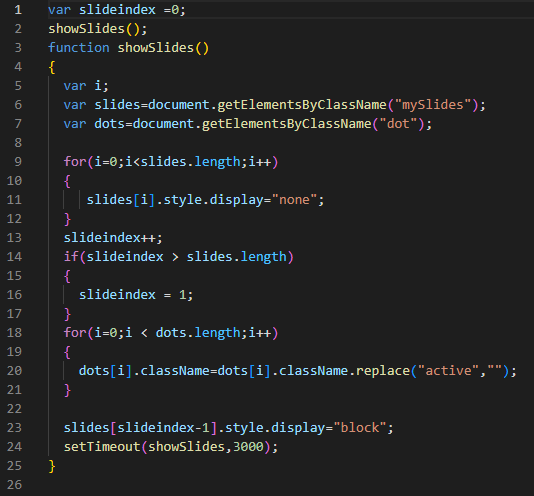 1 var slideindex =0;
2 showSlides();
3 function showSlides()
4 {
5   var i;
6   var slides=document.getElementsByClassName("mySlides");
7   var dots=document.getElementsByClassName("dot");
8
9   for(i=0;i<slides.length;i++)
10   {
11      slides[i].style.display="none";
12   }
13   slideindex++;
14   if(slideindex > slides.length)
15   {
16     slideindex = 1;
17   }
18   for(i=0;i < dots.length;i++)
19   {
20     dots[i].className=dots[i].className.replace("active","");
21   }
22
23   slides[slideindex-1].style.display="block";
24   setTimeout(showSlides,3000);
25 }
26